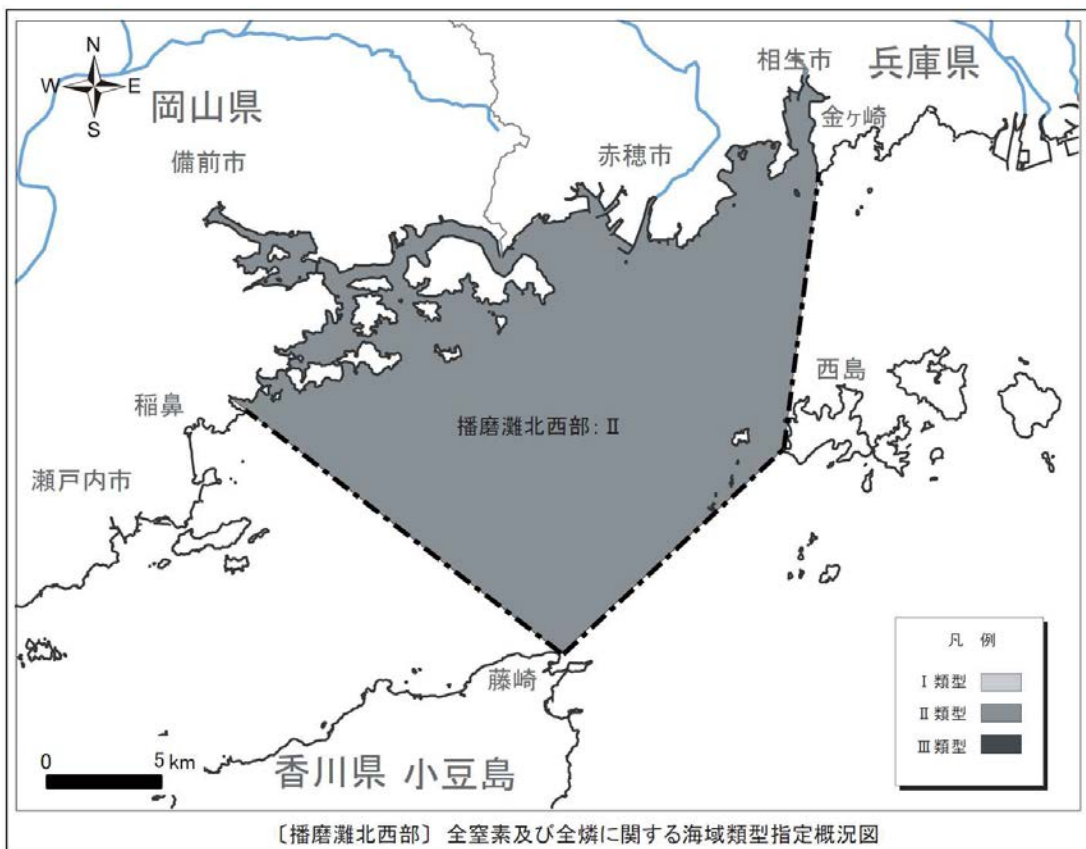 N
W E
S
岡山県
備前市
相生市
兵庫県
金ヶ崎
赤穂市
西島
稲鼻
播磨灘北西部:Ⅱ
瀬戸内市
藤崎
香川県 小豆島
0 5km
凡 例
Ⅰ類型
Ⅱ類型
Ⅲ類型
〔播磨灘北西部〕 全窒素及び全燐に関する海域類型指定概況図